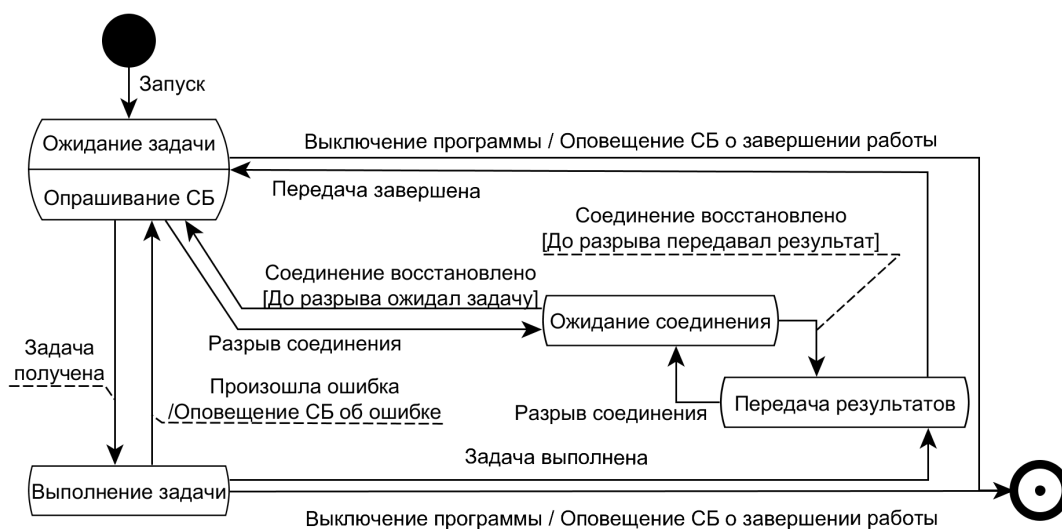 Запуск
Ожидание задачи
Выключение программы / Оповещение СБ о завершении работы
Опрашивание СБ
Передача завершена
Соединение восстановлено
[До разрыва передавал результат]
Соединение восстановлено
[До разрыва ожидал задачу]
Ожидание соединения
Разрыв соединения
Задача
получена
Произошла ошибка
/Оповещение СБ об ошибке
Разрыв соединения
Передача результатов
Задача выполнена
Выполнение задачи
Выключение программы / Оповещение СБ о завершении работы